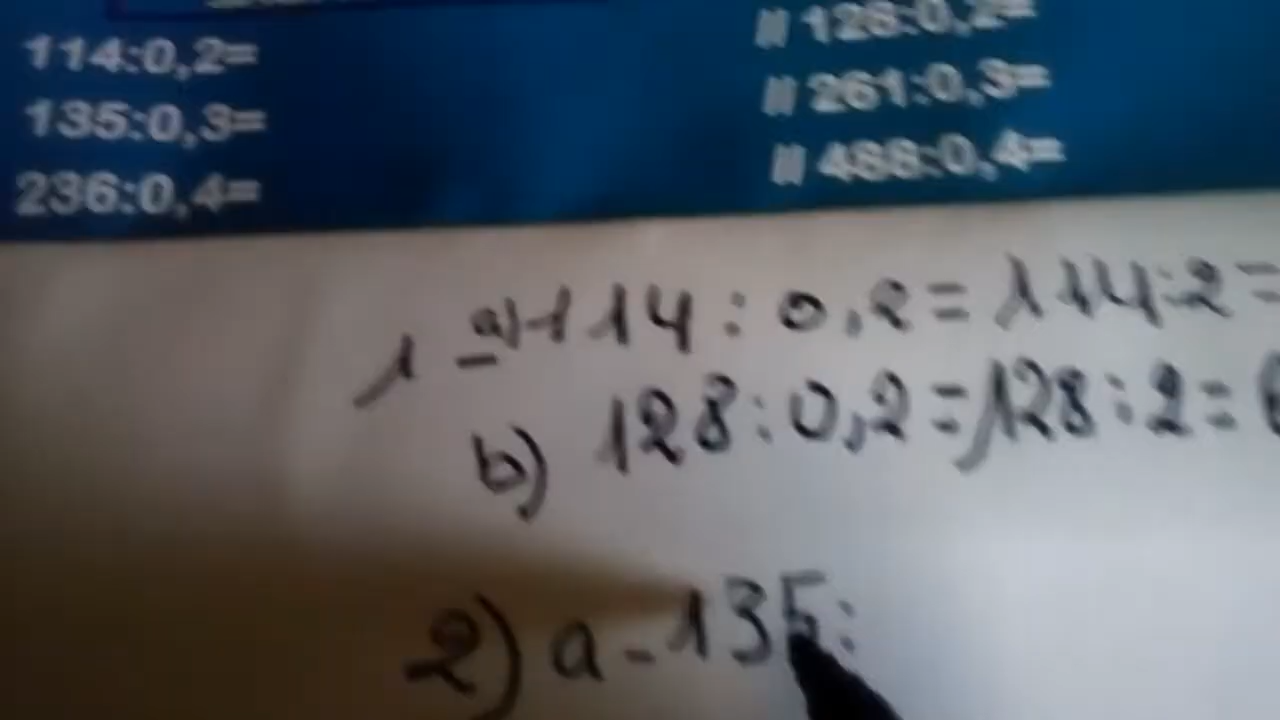 114:0,2=
135:0,3=
236:0,4=
// 128:0,2=
// 261:0,3=
// 488:0,4=
1 a) 114 : 0,2 = 114:2 =
b) 128:0,2=128:2=6
2) a - 135: